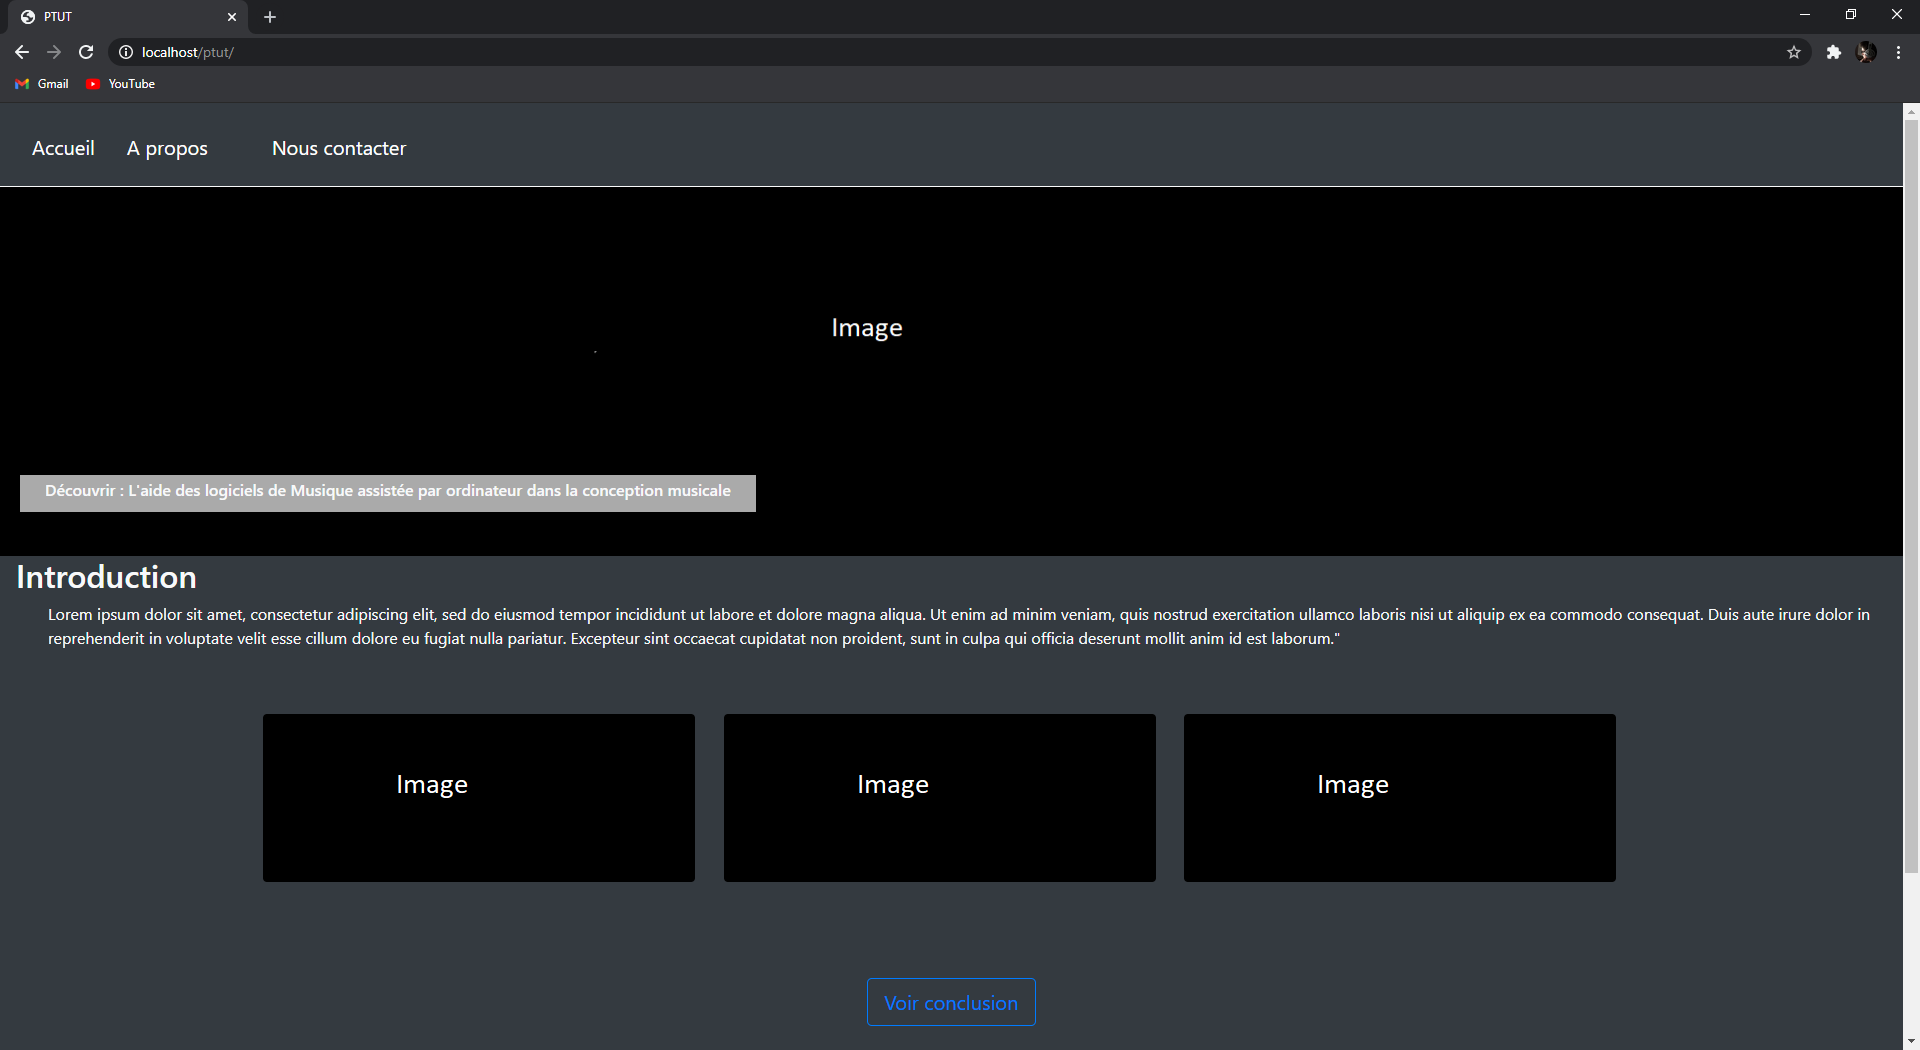 PTUT
localhost/ptut/
Gmail YouTube
Accueil A propos Nous contacter
Image
Découvrir : L'aide des logiciels de Musique assistée par ordinateur dans la conception musicale
Introduction
Lorem ipsum dolor sit amet, consectetur adipiscing elit, sed do eiusmod tempor incididunt ut labore et dolore magna aliqua. Ut enim ad minim veniam, quis nostrud exercitation ullamco laboris nisi ut aliquip ex ea commodo consequat. Duis aute irure dolor in
reprehenderit in voluptate velit esse cillum dolore eu fugiat nulla pariatur. Excepteur sint occaecat cupidatat non proident, sunt in culpa qui officia deserunt mollit anim id est laborum."
Image Image Image
Voir conclusion